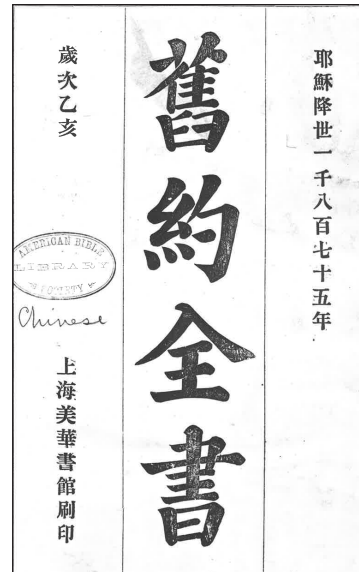 耶穌降世一千八百七十五年
舊約全書
歲次乙亥
AMERICAN BIBLE
LIBRARY
SOCIETY
Chinese
上海美華書館刷印